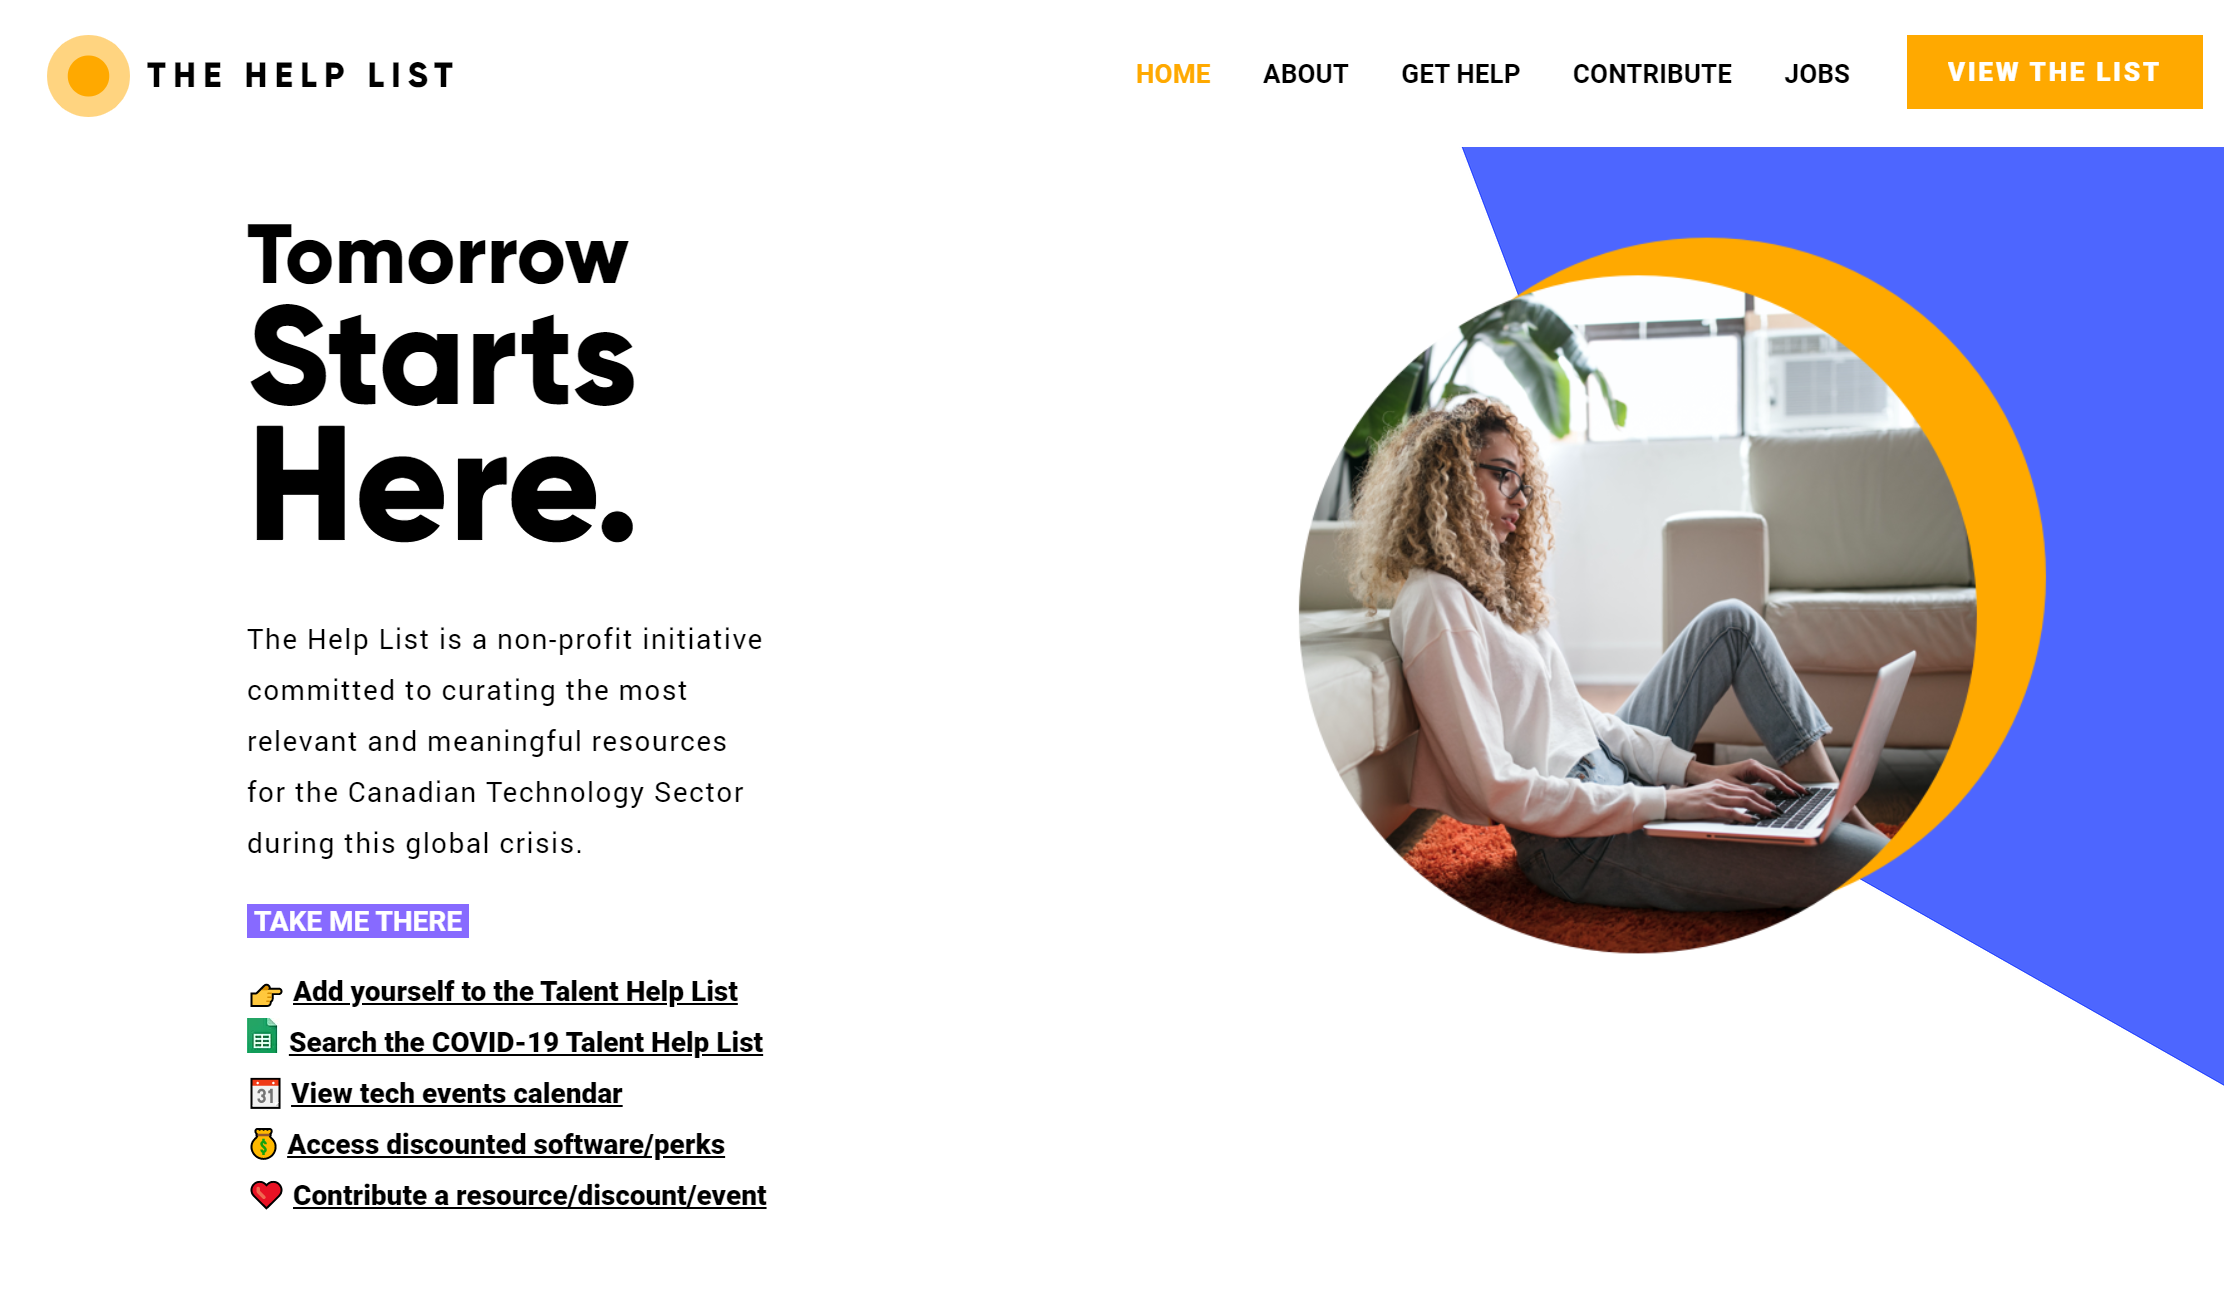 THE HELP LIST
HOME
ABOUT
GET HELP
CONTRIBUTE
JOBS
VIEW THE LIST
Tomorrow
Starts
Here.
The Help List is a non-profit initiative
committed to curating the most
relevant and meaningful resources
for the Canadian Technology Sector
during this global crisis.
TAKE ME THERE
Add yourself to the Talent Help List
Search the COVID-19 Talent Help List
31 View tech events calendar
$ Access discounted software/perks
Contribute a resource/discount/event